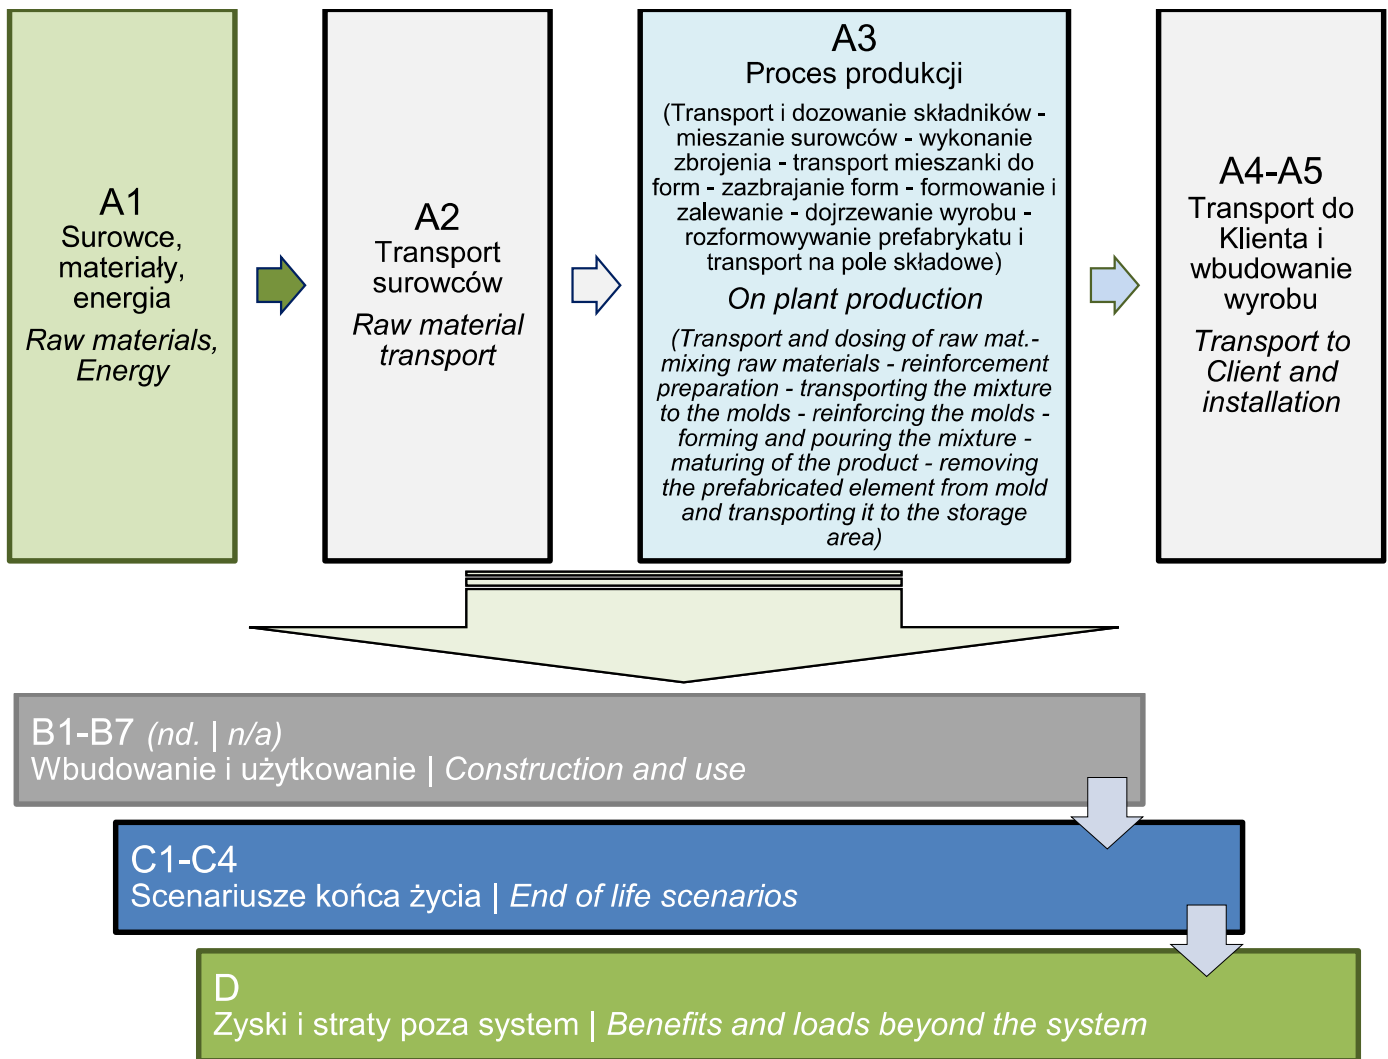 A1
Surowce,
materiały,
energia
Raw materials,
Energy
A2
Transport
surowców
Raw material
transport
A3
Proces produkcji
(Transport i dozowanie składników -
mieszanie surowców - wykonanie
zbrojenia - transport mieszanki do
form - zazbrajanie form - formowanie i
zalewanie - dojrzewanie wyrobu -
rozformowywanie prefabrykatu i
transport na pole składowe)
On plant production
(Transport and dosing of raw mat.-
mixing raw materials - reinforcement
preparation - transporting the mixture
to the molds - reinforcing the molds -
forming and pouring the mixture -
maturing of the product - removing
the prefabricated element from mold
and transporting it to the storage
area)
A4-A5
Transport do
Klienta i
wbudowanie
wyrobu
Transport to
Client and
installation
B1-B7 (nd. | n/a)
Wbudowanie i użytkowanie | Construction and use
C1-C4
Scenariusze końca życia | End of life scenarios
D
Zyski i straty poza system | Benefits and loads beyond the system